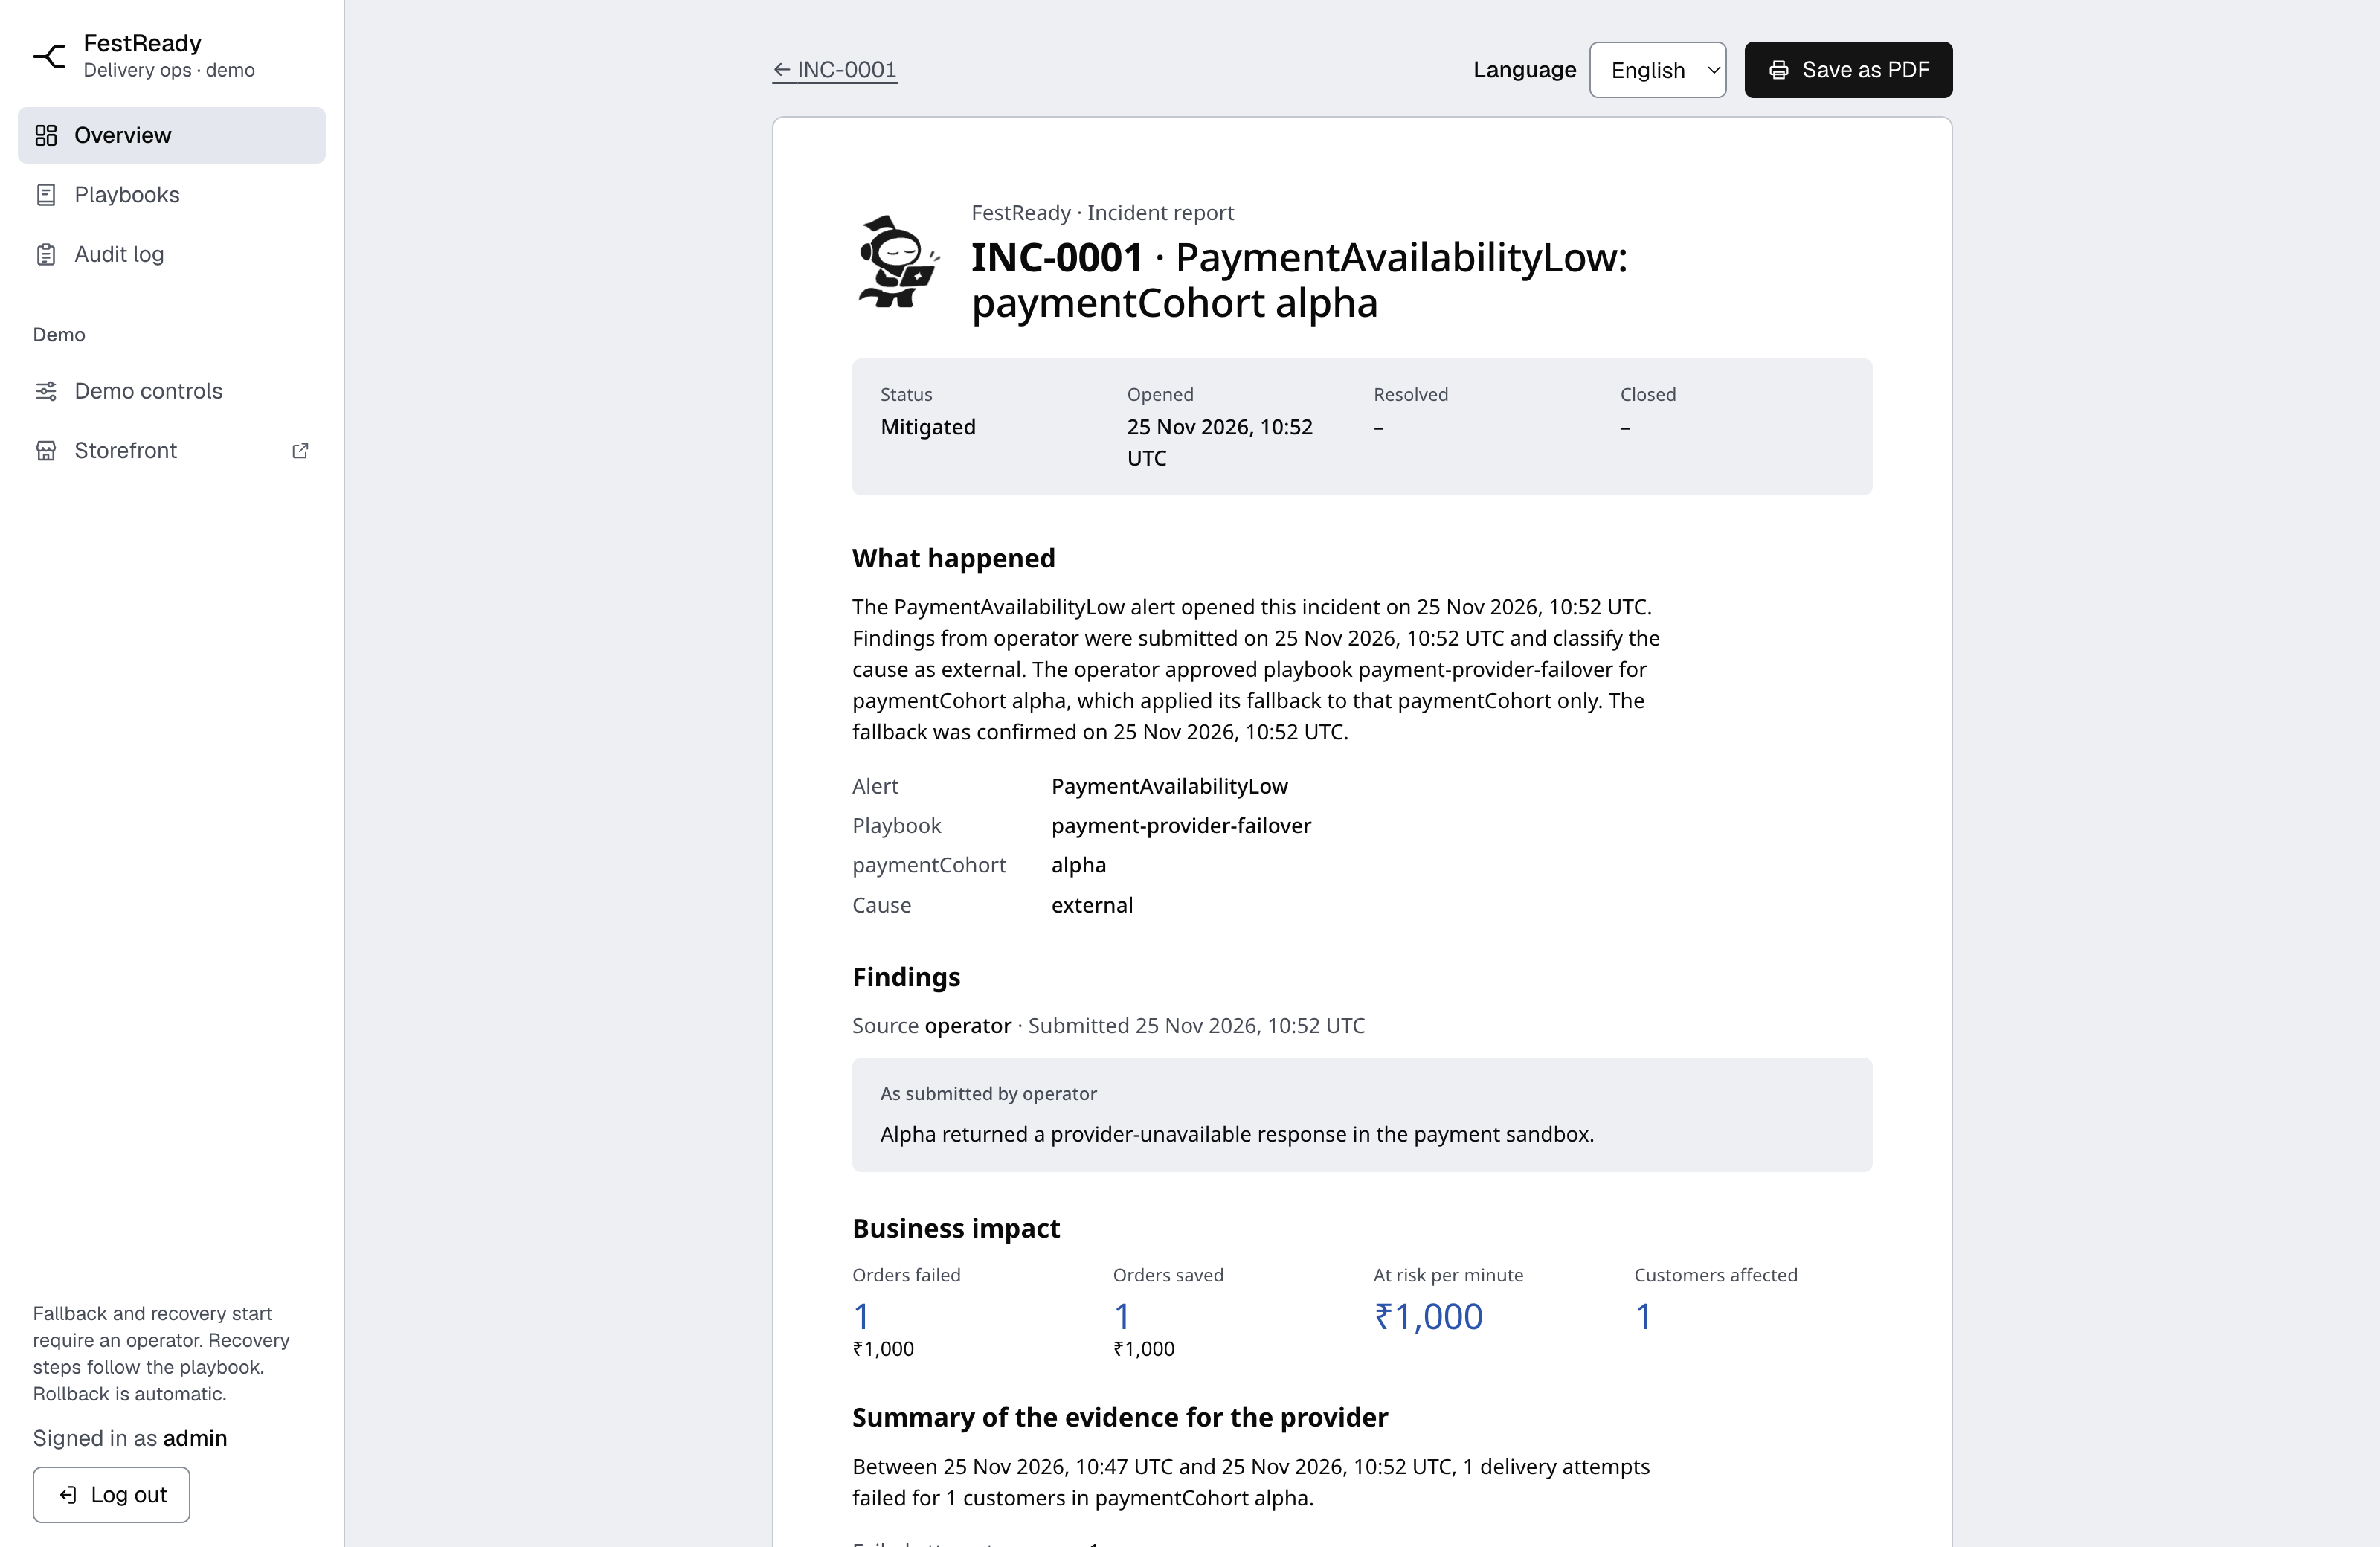 FestReady
Delivery ops · demo
Overview
Playbooks
Audit log
Demo
Demo controls
Storefront
Fallback and recovery start
require an operator. Recovery
steps follow the playbook.
Rollback is automatic.
Signed in as admin
Log out
← INC-0001
Language
English
Save as PDF
FestReady · Incident report
INC-0001 · PaymentAvailabilityLow:
paymentCohort alpha
Status
Opened
Resolved
Closed
Mitigated
25 Nov 2026, 10:52
–
–
UTC
What happened
The PaymentAvailabilityLow alert opened this incident on 25 Nov 2026, 10:52 UTC.
Findings from operator were submitted on 25 Nov 2026, 10:52 UTC and classify the
cause as external. The operator approved playbook payment-provider-failover for
paymentCohort alpha, which applied its fallback to that paymentCohort only. The
fallback was confirmed on 25 Nov 2026, 10:52 UTC.
Alert PaymentAvailabilityLow
Playbook payment-provider-failover
paymentCohort alpha
Cause external
Findings
Source operator · Submitted 25 Nov 2026, 10:52 UTC
As submitted by operator
Alpha returned a provider-unavailable response in the payment sandbox.
Business impact
Orders failed
Orders saved
At risk per minute
Customers affected
1
1
₹1,000
1
₹1,000
₹1,000
Summary of the evidence for the provider
Between 25 Nov 2026, 10:47 UTC and 25 Nov 2026, 10:52 UTC, 1 delivery attempts
failed for 1 customers in paymentCohort alpha.